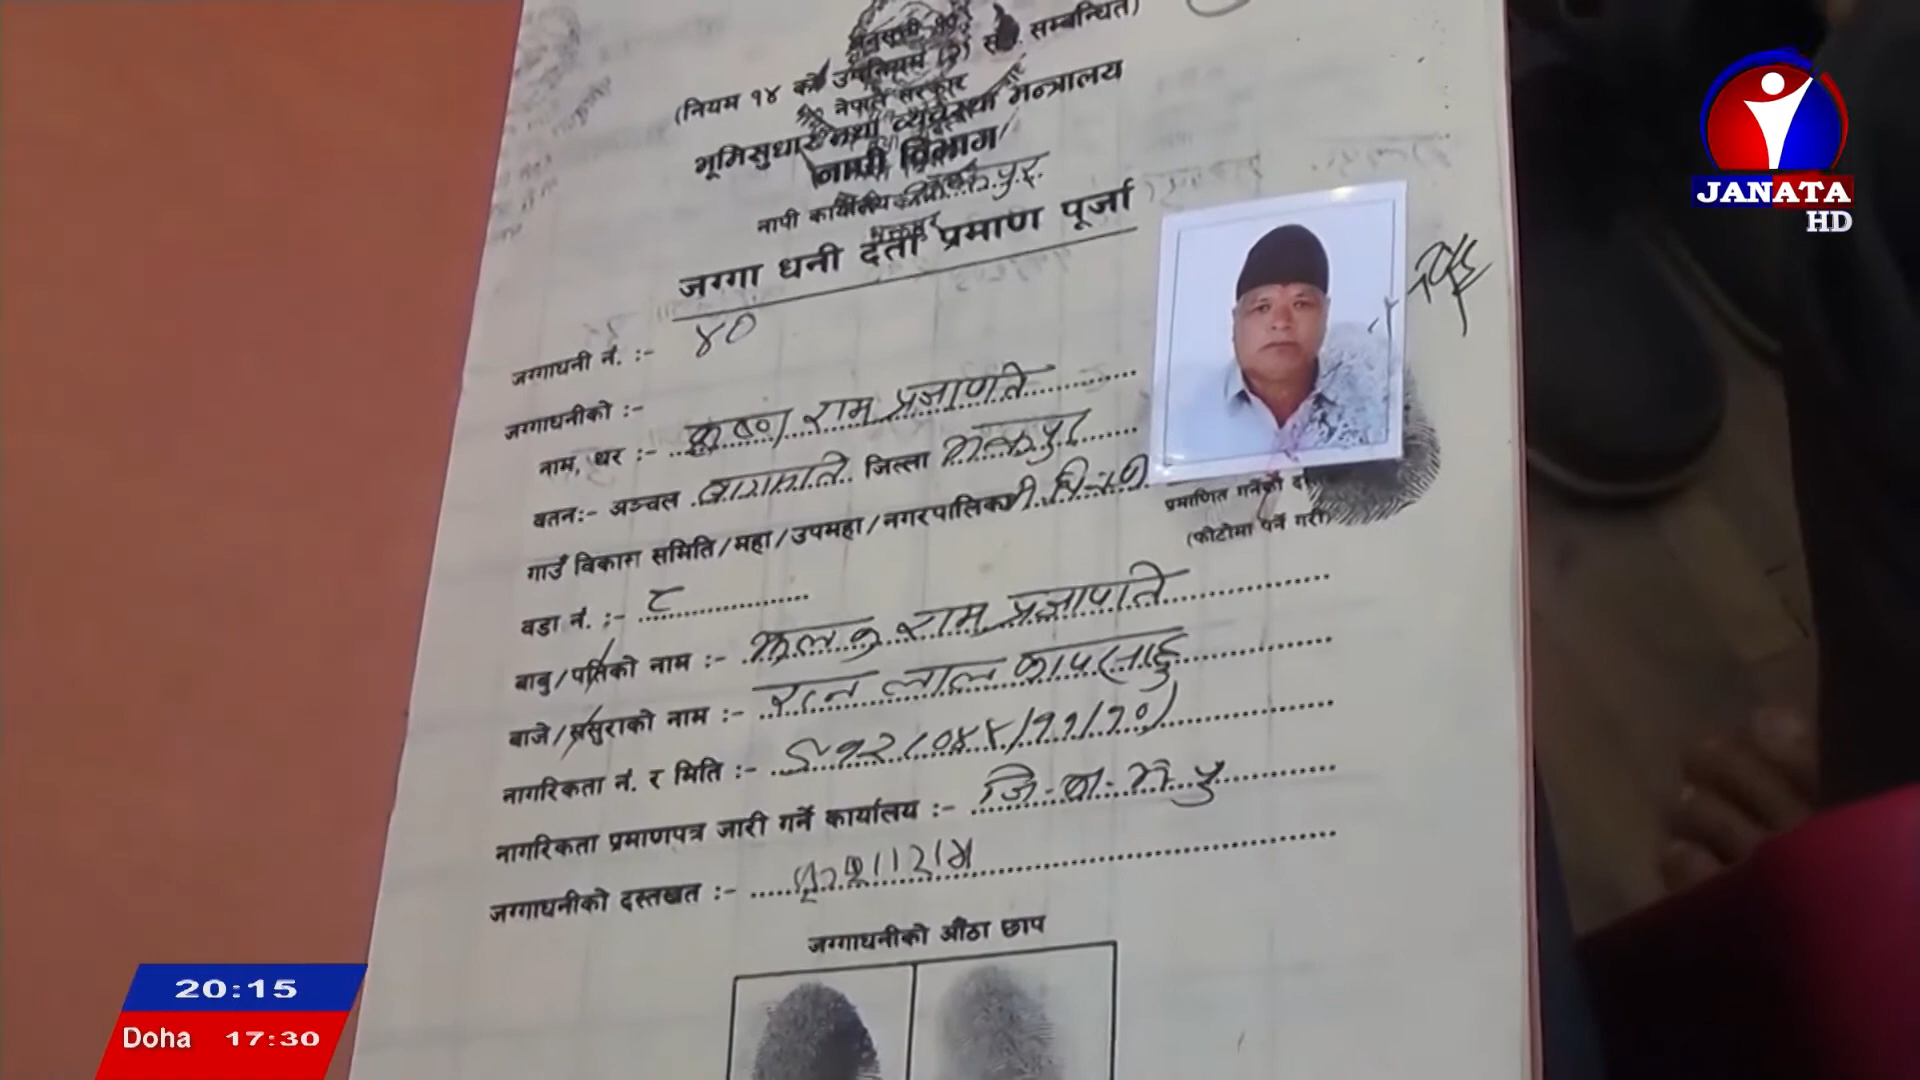 (नियम १४ को उपनियम (२) सँग सम्बन्धित)
नेपाल सरकार
भूमिसुधार तथा व्यवस्था मन्त्रालय
नापी विभाग
नापी कार्यालय
जग्गा धनी दर्ता प्रमाण पूर्जा
जग्गाधनी नं. :- ४०
जग्गाधनीको :-
नाम, थर :- कृष्ण राम प्रजापति
वतन:- अञ्चल बागमती जिल्ला भक्तपुर
गाउँ विकास समिति/महा/उपमहा/नगरपालिका
वडा नं. :- ८
बाबु/पतिको नाम :- राम प्रजापति
बाजे/ससुराको नाम :- रत्न लाल
नागरिकता नं. र मिति :-
नागरिकता प्रमाणपत्र जारी गर्ने कार्यालय :- जि-का-भ-पु
जग्गाधनीको दस्तखत :-
जग्गाधनीको औंठा छाप
प्रमाणित गर्नेको
(फोटोमा पर्ने गरी)
JANATA
HD
20:15
Doha 17:30